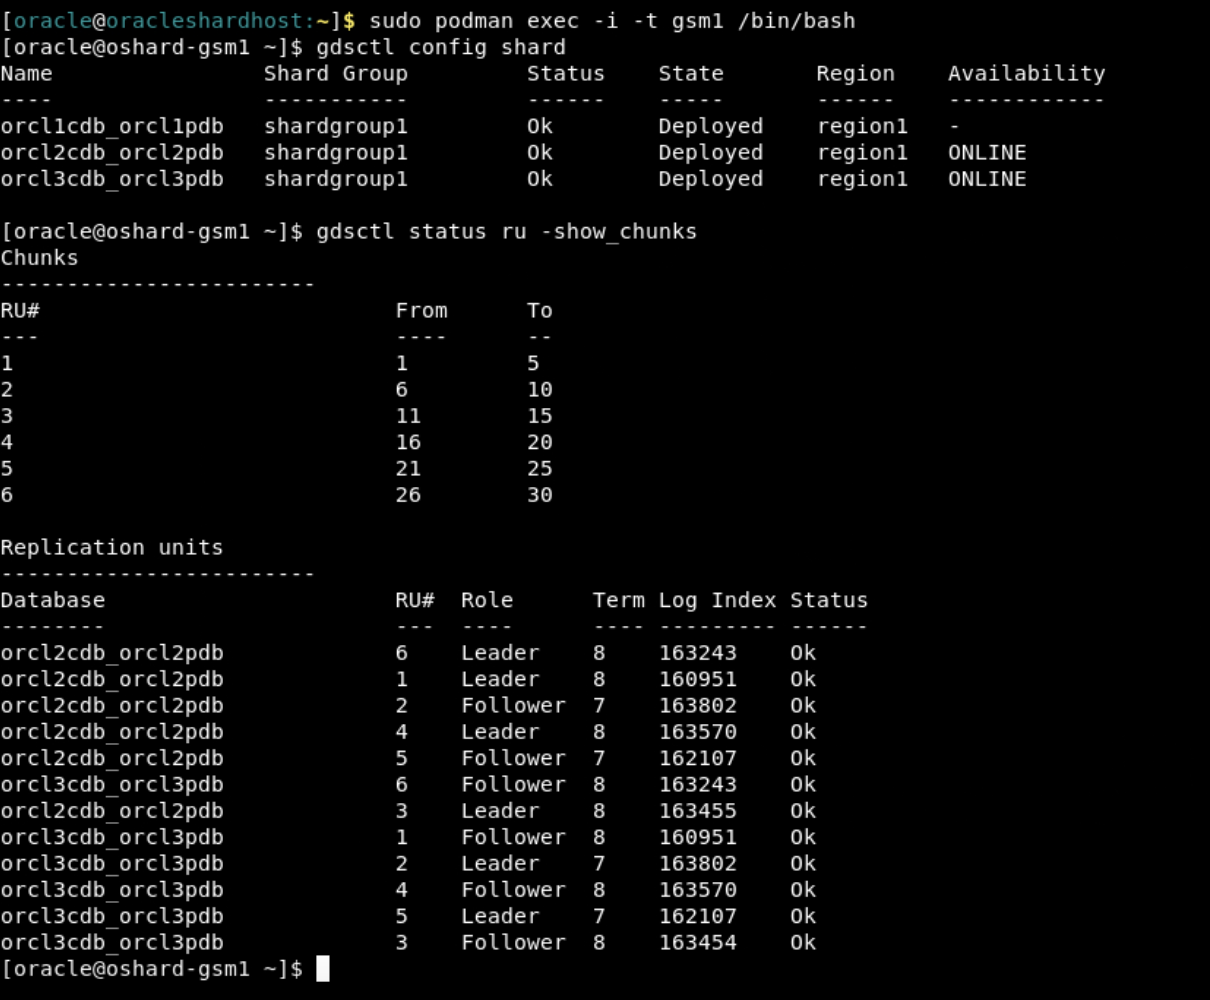 [oracle@oracleshardhost:~]$ sudo podman exec -i -t gsm1 /bin/bash
[oracle@oshard-gsm1 ~]$ gdsctl config shard
Name                Shard Group         Status    State       Region    Availability
----                -----------         ------    -----       ------    ------------
orcl1cdb_orcl1pdb   shardgroup1         Ok        Deployed    region1   -
orcl2cdb_orcl2pdb   shardgroup1         Ok        Deployed    region1   ONLINE
orcl3cdb_orcl3pdb   shardgroup1         Ok        Deployed    region1   ONLINE

[oracle@oshard-gsm1 ~]$ gdsctl status ru -show_chunks
Chunks
------------------------
RU#                           From      To
---                           ----      --
1                             1         5
2                             6         10
3                             11        15
4                             16        20
5                             21        25
6                             26        30

Replication units
------------------------
Database                      RU#  Role      Term Log Index Status
--------                      ---  ----      ---- --------- ------
orcl2cdb_orcl2pdb             6    Leader    8    163243    Ok
orcl2cdb_orcl2pdb             1    Leader    8    160951    Ok
orcl2cdb_orcl2pdb             2    Follower  7    163802    Ok
orcl2cdb_orcl2pdb             4    Leader    8    163570    Ok
orcl2cdb_orcl2pdb             5    Follower  7    162107    Ok
orcl3cdb_orcl3pdb             6    Follower  8    163243    Ok
orcl2cdb_orcl2pdb             3    Leader    8    163455    Ok
orcl3cdb_orcl3pdb             1    Follower  8    160951    Ok
orcl3cdb_orcl3pdb             2    Leader    7    163802    Ok
orcl3cdb_orcl3pdb             4    Follower  8    163570    Ok
orcl3cdb_orcl3pdb             5    Leader    7    162107    Ok
orcl3cdb_orcl3pdb             3    Follower  8    163454    Ok
[oracle@oshard-gsm1 ~]$